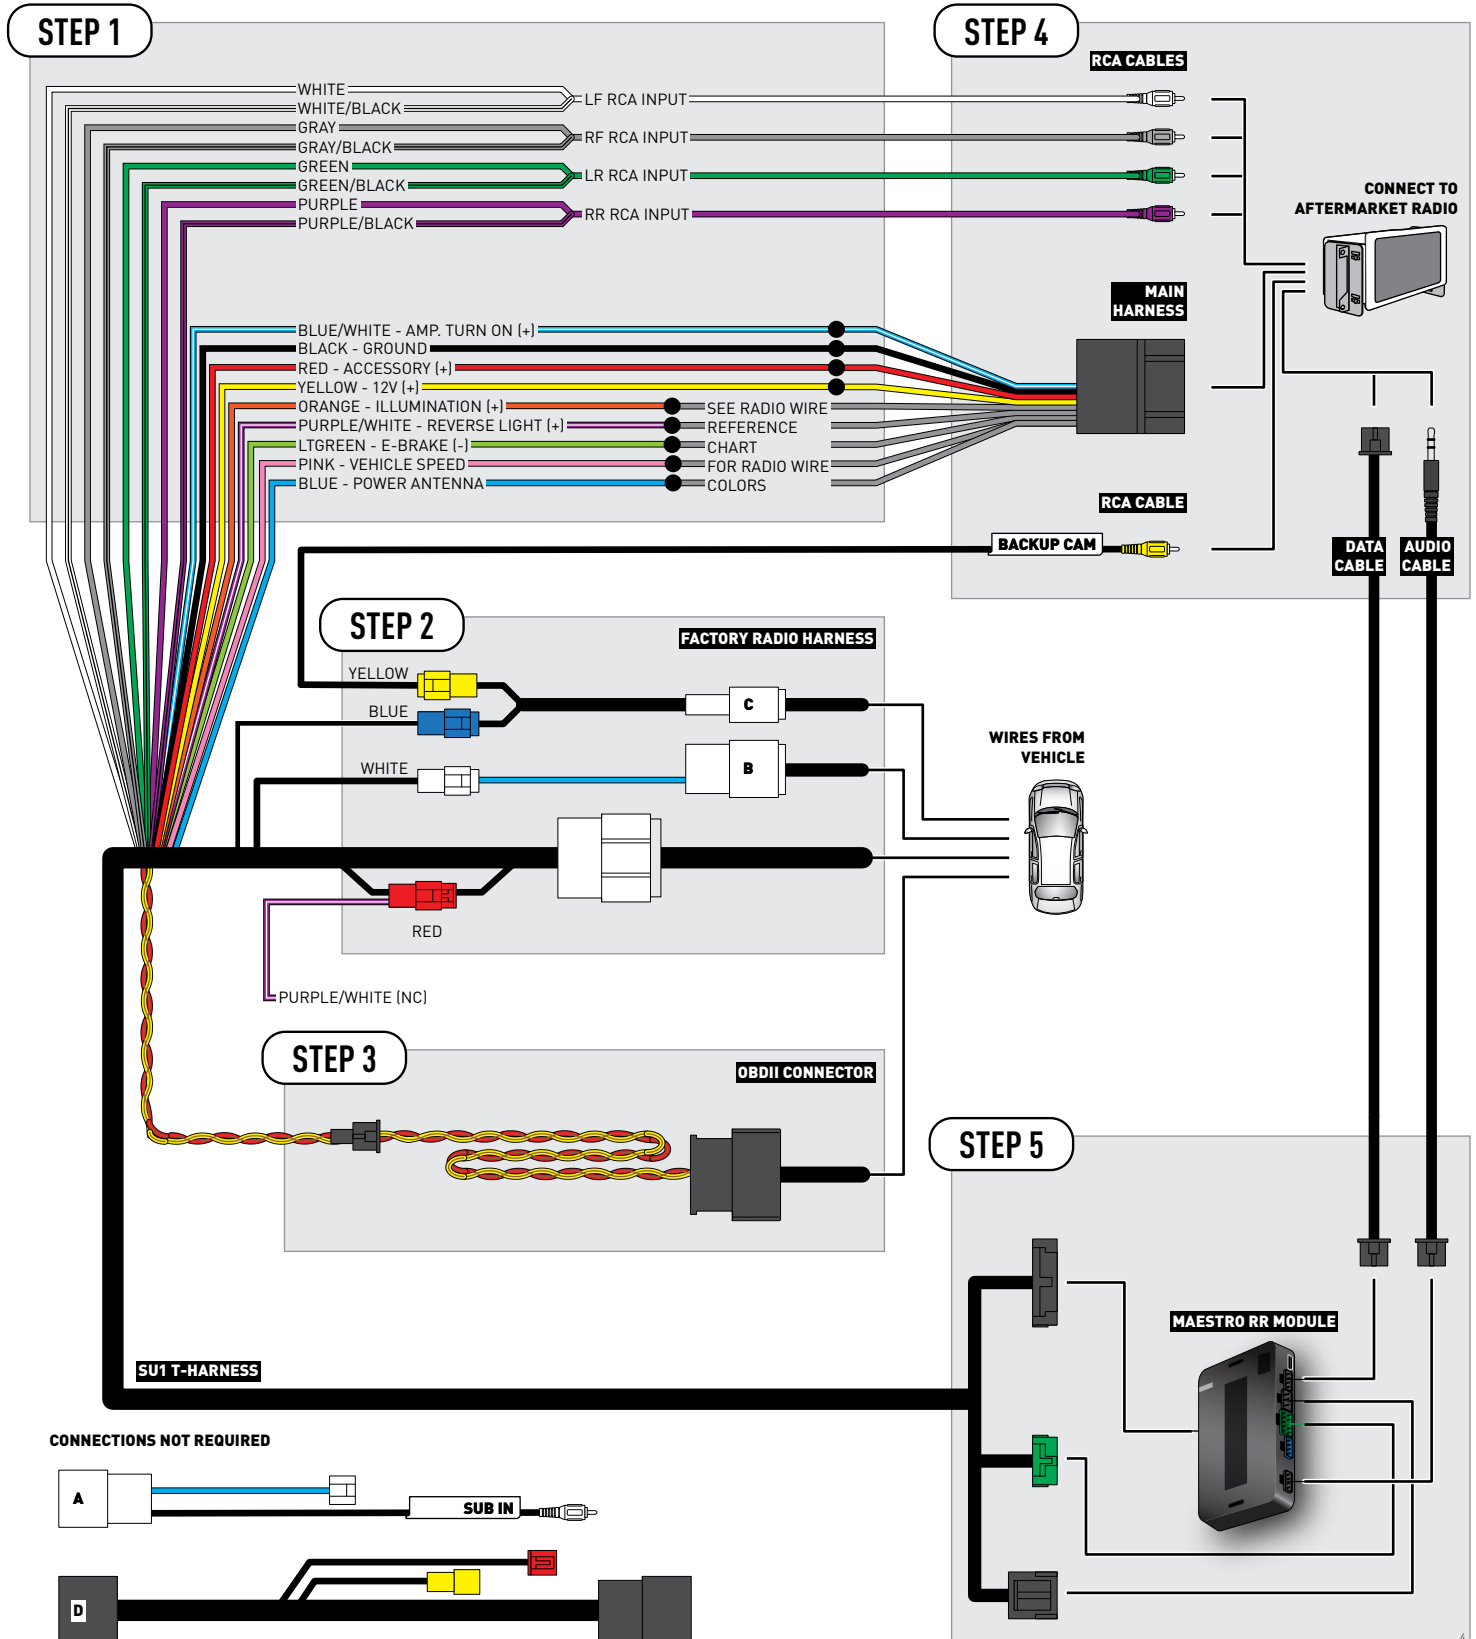 STEP 1
WHITE
WHITE/BLACK
LF RCA INPUT
GRAY
GRAY/BLACK
RF RCA INPUT
GREEN
GREEN/BLACK
LR RCA INPUT
PURPLE
PURPLE/BLACK
RR RCA INPUT
BLUE/WHITE - AMP. TURN ON (+)
BLACK - GROUND
RED - ACCESSORY (+)
YELLOW - 12V (+)
ORANGE - ILLUMINATION (+)
PURPLE/WHITE - REVERSE LIGHT (+)
LTGREEN - E-BRAKE (-)
PINK - VEHICLE SPEED
BLUE - POWER ANTENNA
SEE RADIO WIRE
REFERENCE
CHART
FOR RADIO WIRE
COLORS
STEP 4
RCA CABLES
CONNECT TO
AFTERMARKET RADIO
MAIN
HARNESS
RCA CABLE
BACKUP CAM
DATA
CABLE
AUDIO
CABLE
STEP 2
FACTORY RADIO HARNESS
YELLOW
BLUE
WHITE
C
B
RED
PURPLE/WHITE (NC)
WIRES FROM
VEHICLE
STEP 3
OBDII CONNECTOR
STEP 5
MAESTRO RR MODULE
SU1 T-HARNESS
CONNECTIONS NOT REQUIRED
A
SUB IN
D
4